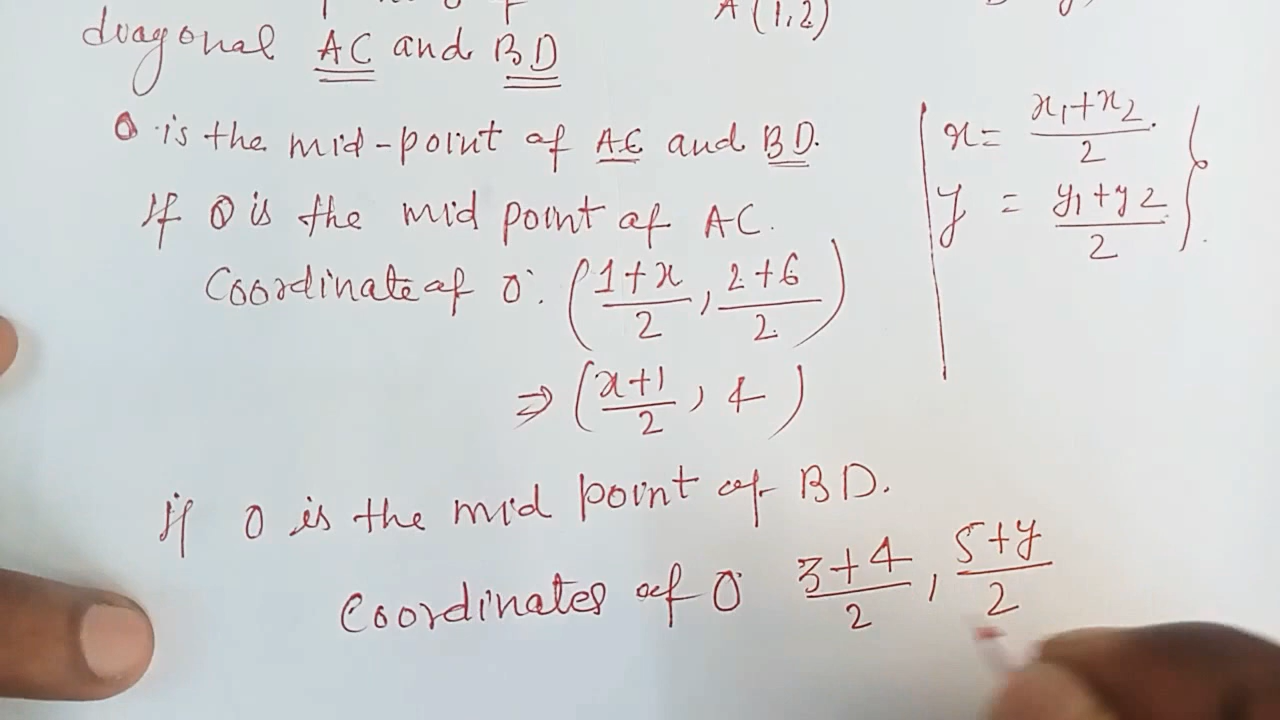 A(1,2)
diagonal AC and BD
O is the mid-point of AC and BD.
x = x₁+x₂/2
y = y₁+y2/2
If O is the mid point of AC.
Coordinate of O: (1+x/2, 2+6/2)
⇒ (x+1/2, 4)
if O is the mid point of BD.
Coordinates of O 3+4/2, 5+y/2